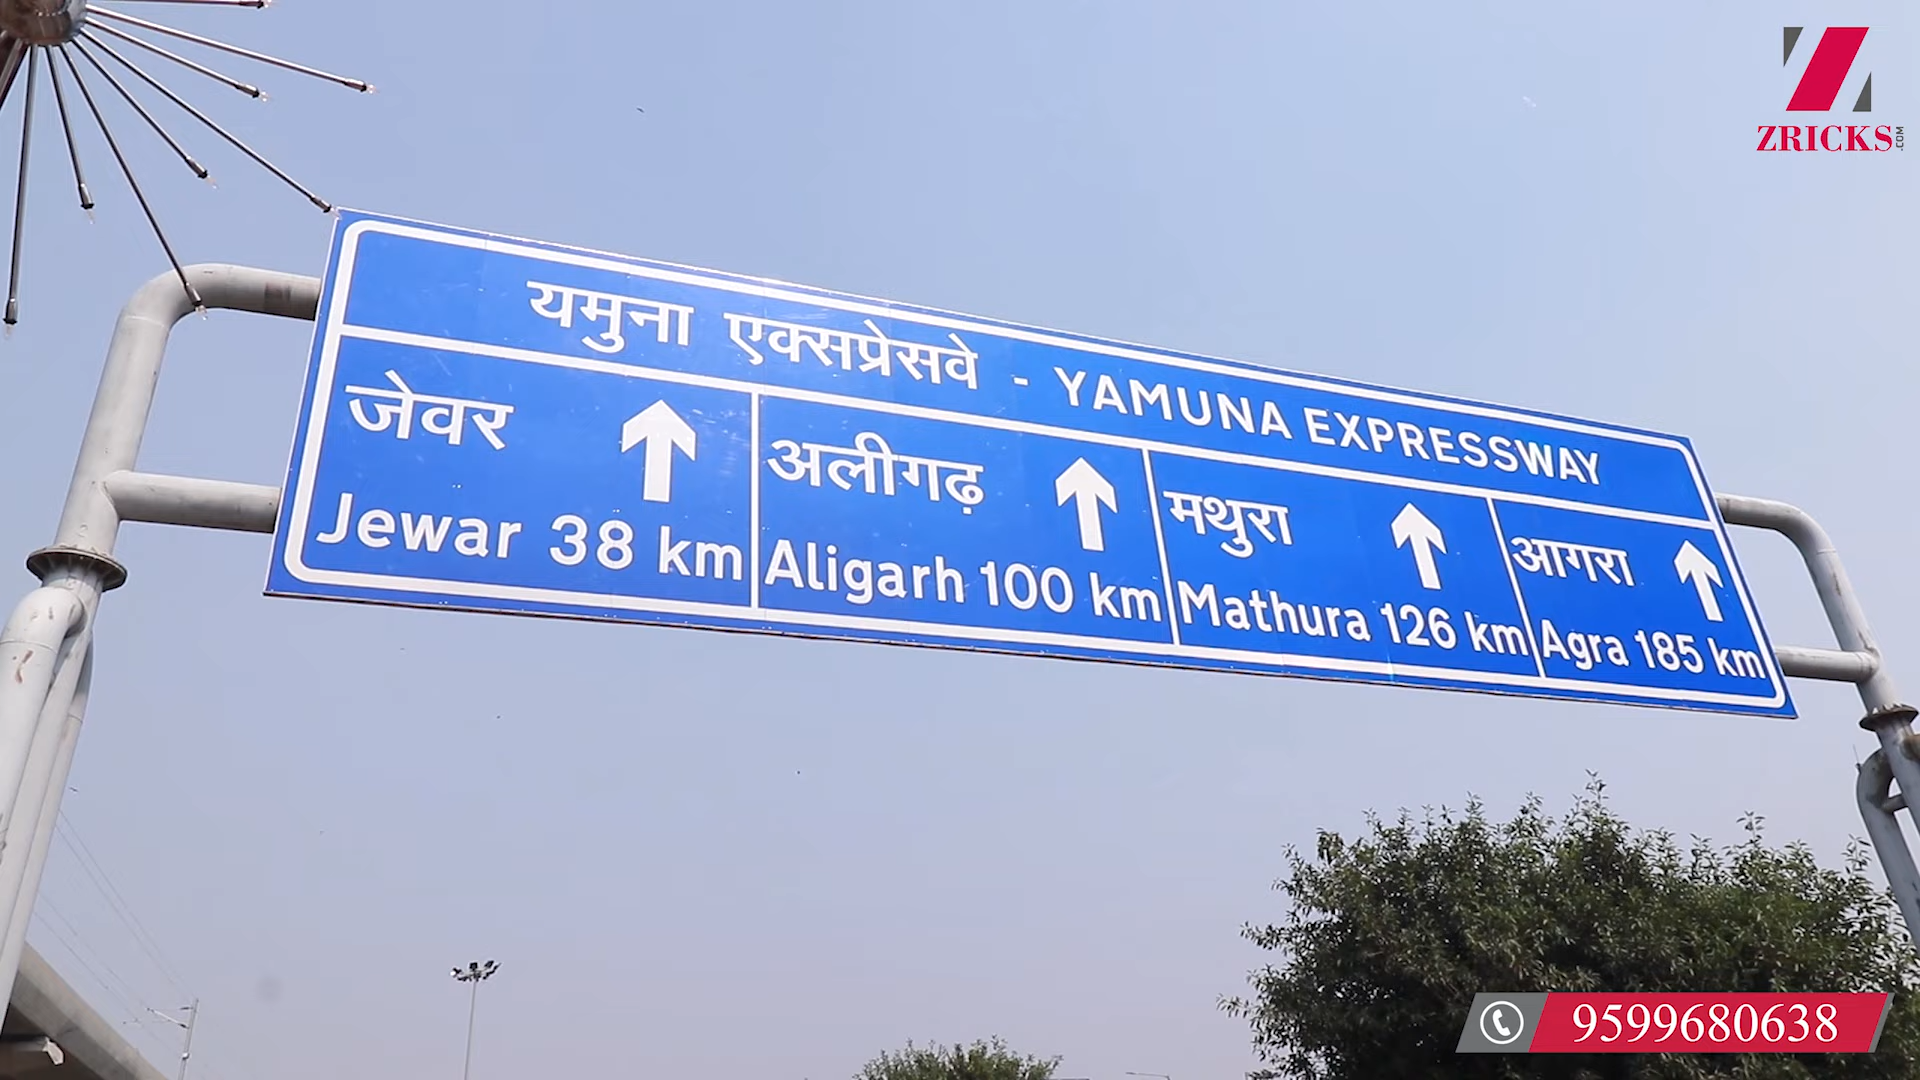 ZRICKS.COM
यमुना एक्सप्रेसवे - YAMUNA EXPRESSWAY
जेवर
Jewar 38 km
अलीगढ़
Aligarh 100 km
मथुरा
Mathura 126 km
आगरा
Agra 185 km
9599680638